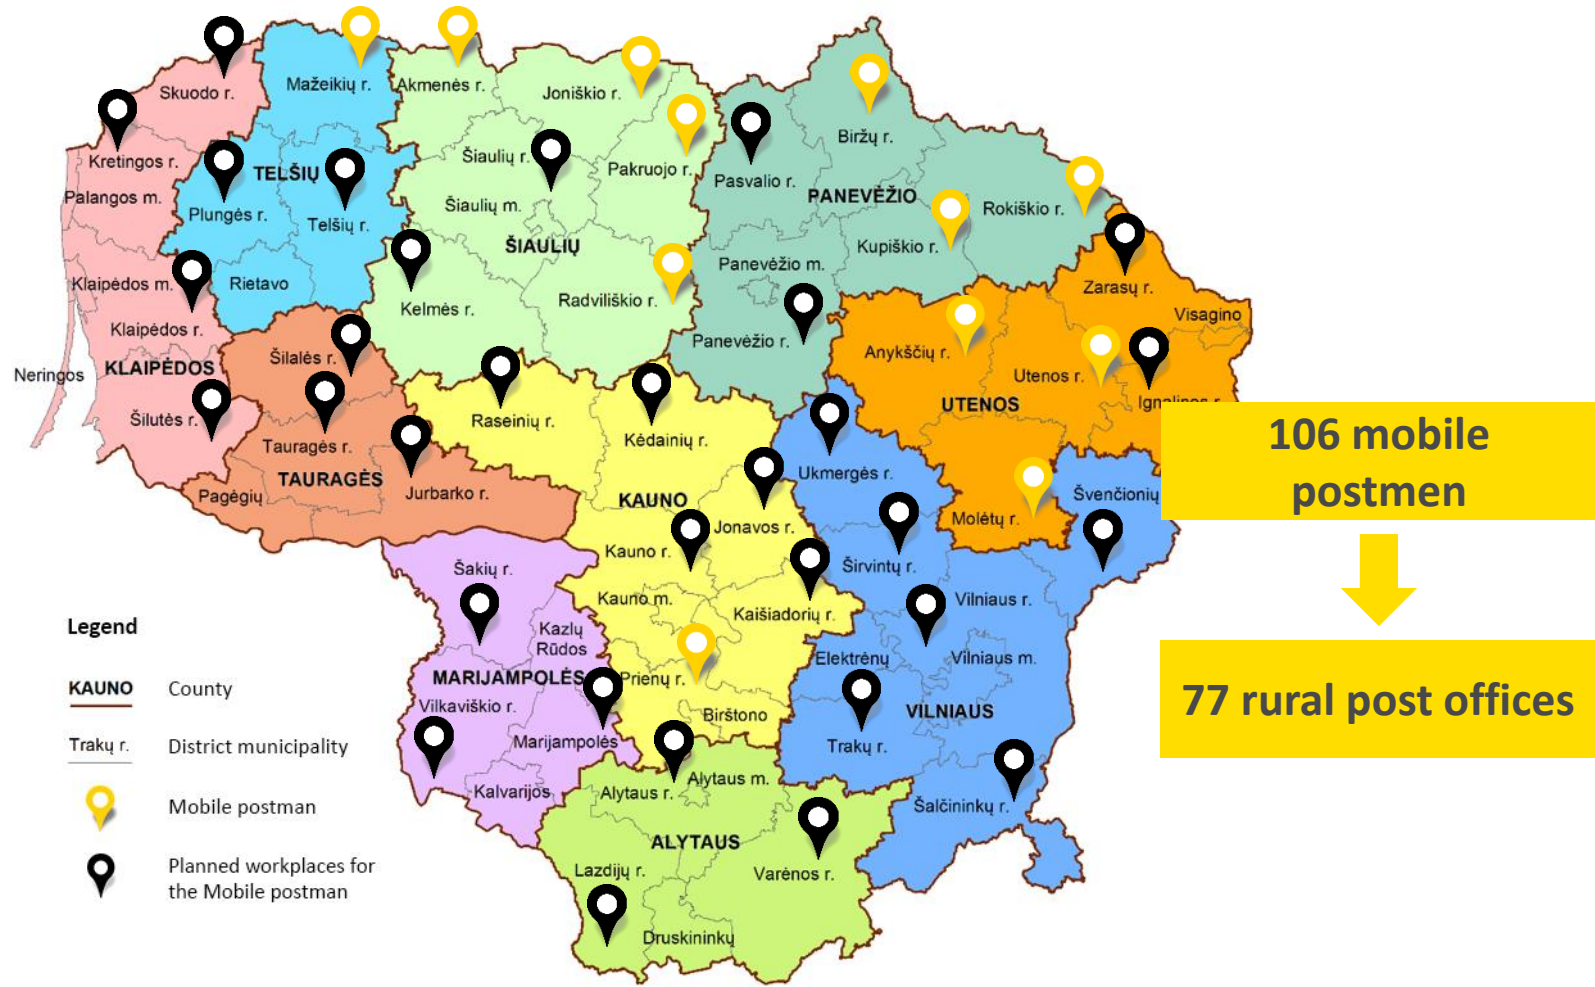 Skuodo r.
Mažeikių r.
Akmenės r.
Joniškio r.
Biržų r.
Kretingos r.
TELŠIŲ
Šiaulių r.
Pakruojo r.
Pasvalio r.
PANEVĖŽIO
Rokiškio r.
Palangos m.
Plungės r.
Telšių r.
Šiaulių m.
ŠIAULIŲ
Kupiškio r.
Panevėžio m.
Klaipėdos m.
Rietavo
Kelmės r.
Radviliškio r.
Zarasų r.
Visagino
Klaipėdos r.
Panevėžio r.
Anykščių r.
Neringos
KLAIPĖDOS
Šilalės r.
Utenos r.
UTENOS
Ignalinos r.
Šilutės r.
Tauragės r.
Raseinių r.
Kėdainių r.
TAURAGĖS
Jurbarko r.
Pagėgių
KAUNO
Ukmergės r.
Molėtų r.
Švenčionių
Jonavos r.
Kauno r.
Širvintų r.
Šakių r.
Kauno m.
Kaišiadorių r.
Vilniaus r.
Kazlų
Rūdos
Elektrėnų
Vilniaus m.
MARIJAMPOLĖS
Prienų r.
Vilkaviškio r.
Birštono
VILNIAUS
Marijampolės
Trakų r.
Kalvarijos
Alytaus r.
Alytaus m.
Šalčininkų r.
ALYTAUS
Lazdijų r.
Varėnos r.
Druskininkų
106 mobile
postmen
77 rural post offices
Legend
KAUNO County
Trakų r. District municipality
Mobile postman
Planned workplaces for
the Mobile postman